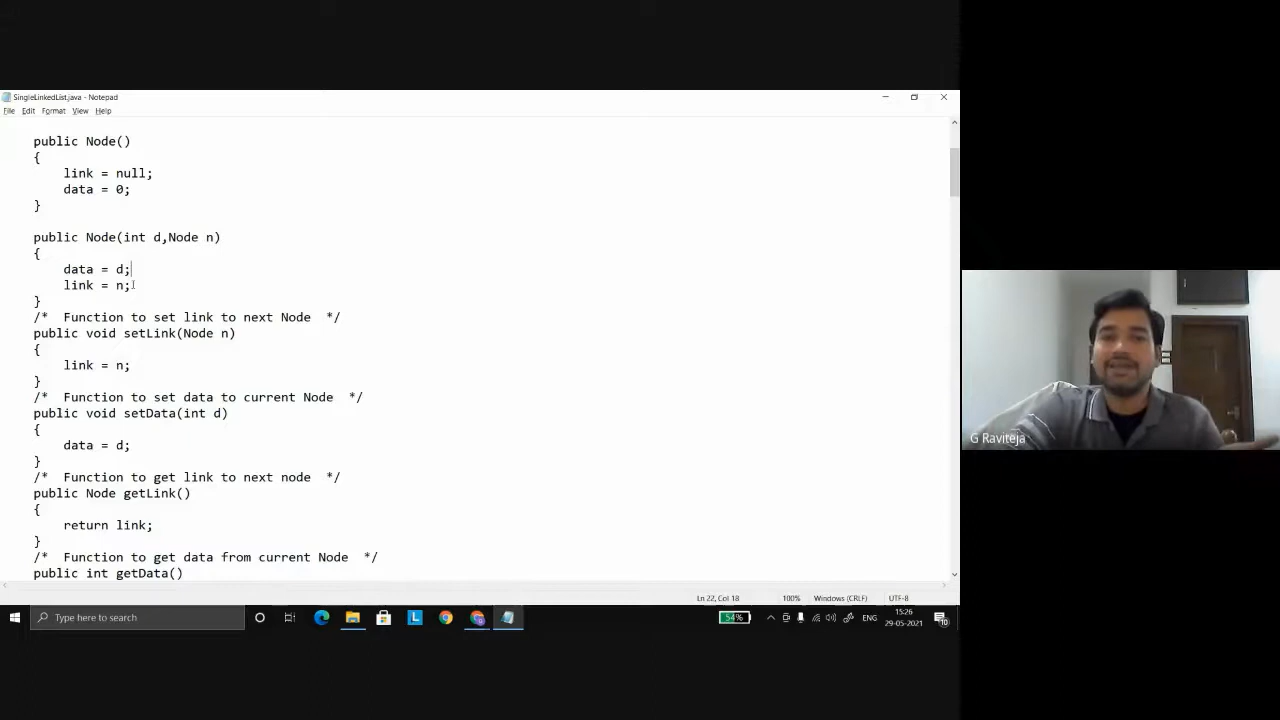 SingleLinkedList.java - Notepad
File Edit Format View Help
public Node()
{
link = null;
data = 0;
}
public Node(int d,Node n)
{
data = d;
link = n;
}
/* Function to set link to next Node */
public void setLink(Node n)
{
link = n;
}
/* Function to set data to current Node */
public void setData(int d)
{
data = d;
}
/* Function to get link to next node */
public Node getLink()
{
return link;
}
/* Function to get data from current Node */
public int getData()
Ln 22, Col 18 100% Windows (CRLF) UTF-8
Type here to search
L
54%
ENG
15:26
29-05-2021
10
G Raviteja